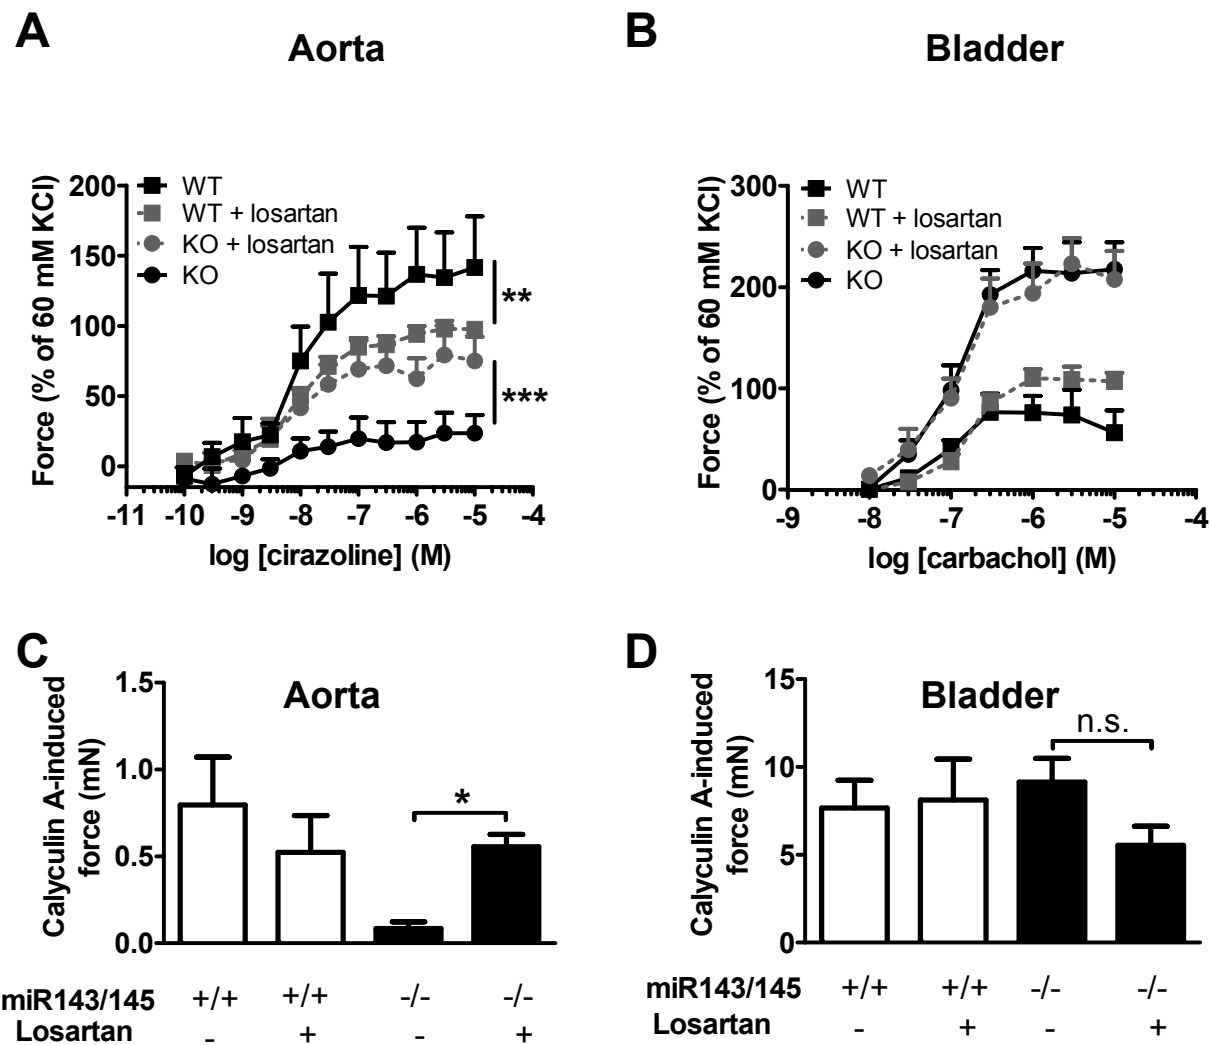 A
Aorta
Force (% of 60 mM KCl)
200
150
100
50
0
WT
WT + losartan
KO + losartan
KO
**
***
-11 -10 -9 -8 -7 -6 -5 -4
log [cirazoline] (M)
B
Bladder
Force (% of 60 mM KCl)
300
200
100
0
WT
WT + losartan
KO + losartan
KO
-9 -8 -7 -6 -5 -4
log [carbachol] (M)
C
Aorta
Calyculin A-induced
force (mN)
1.5
1.0
0.5
0.0
*
miR143/145 +/+ +/+ -/- -/-
Losartan - + - +
D
Bladder
Calyculin A-induced
force (mN)
15
10
5
0
n.s.
miR143/145 +/+ +/+ -/- -/-
Losartan - + - +